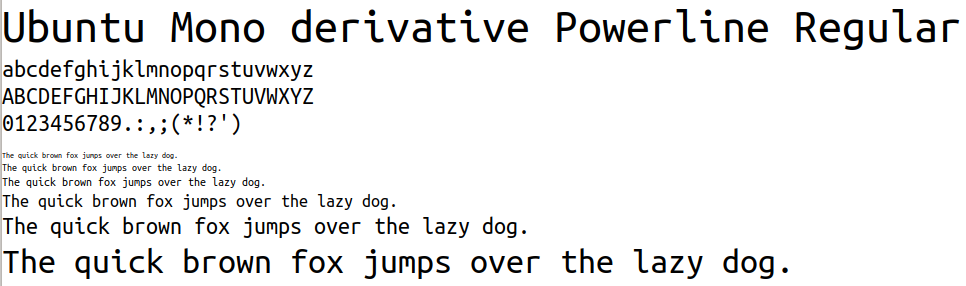 Ubuntu Mono derivative Powerline Regular
abcdefghijklmnopqrstuvwxyz
ABCDEFGHIJKLMNOPQRSTUVWXYZ
0123456789.:,;(*!?')
The quick brown fox jumps over the lazy dog.
The quick brown fox jumps over the lazy dog.
The quick brown fox jumps over the lazy dog.
The quick brown fox jumps over the lazy dog.
The quick brown fox jumps over the lazy dog.
The quick brown fox jumps over the lazy dog.